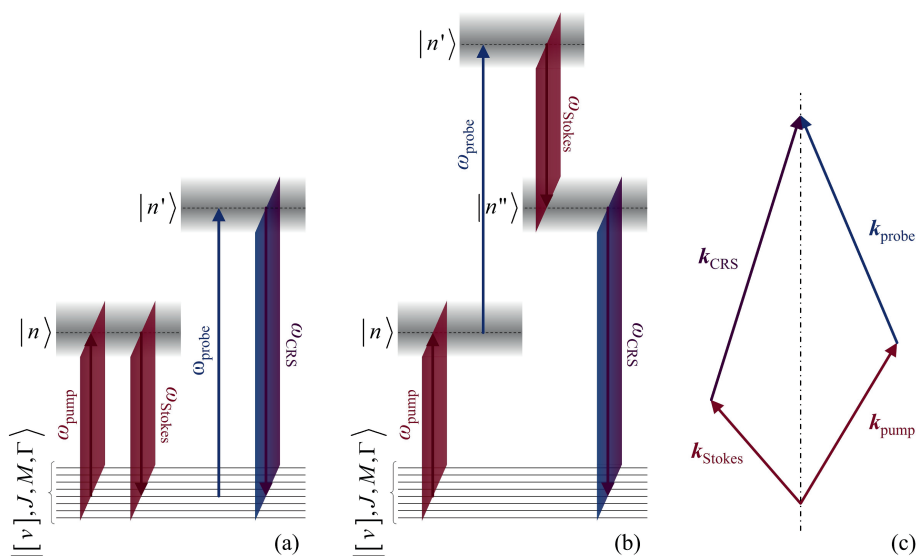 |n'⟩
ω_probe
ω_Stokes
|n''⟩
|n⟩
ω_pump
ω_CRS
|[v],J,M,Γ⟩
(b)
|n'⟩
|n⟩
ω_pump
ω_Stokes
ω_probe
ω_CRS
|[v],J,M,Γ⟩
(a)
k_CRS
k_probe
k_Stokes
k_pump
(c)